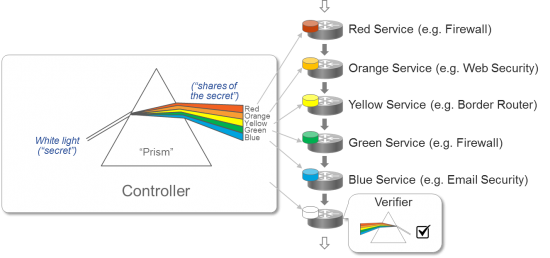 Red Service (e.g. Firewall)
Orange Service (e.g. Web Security)
Yellow Service (e.g. Border Router)
Green Service (e.g. Firewall)
Blue Service (e.g. Email Security)
Verifier
("shares of
the secret")
Red
Orange
Yellow
Green
Blue
White light
("secret")
"Prism"
Controller